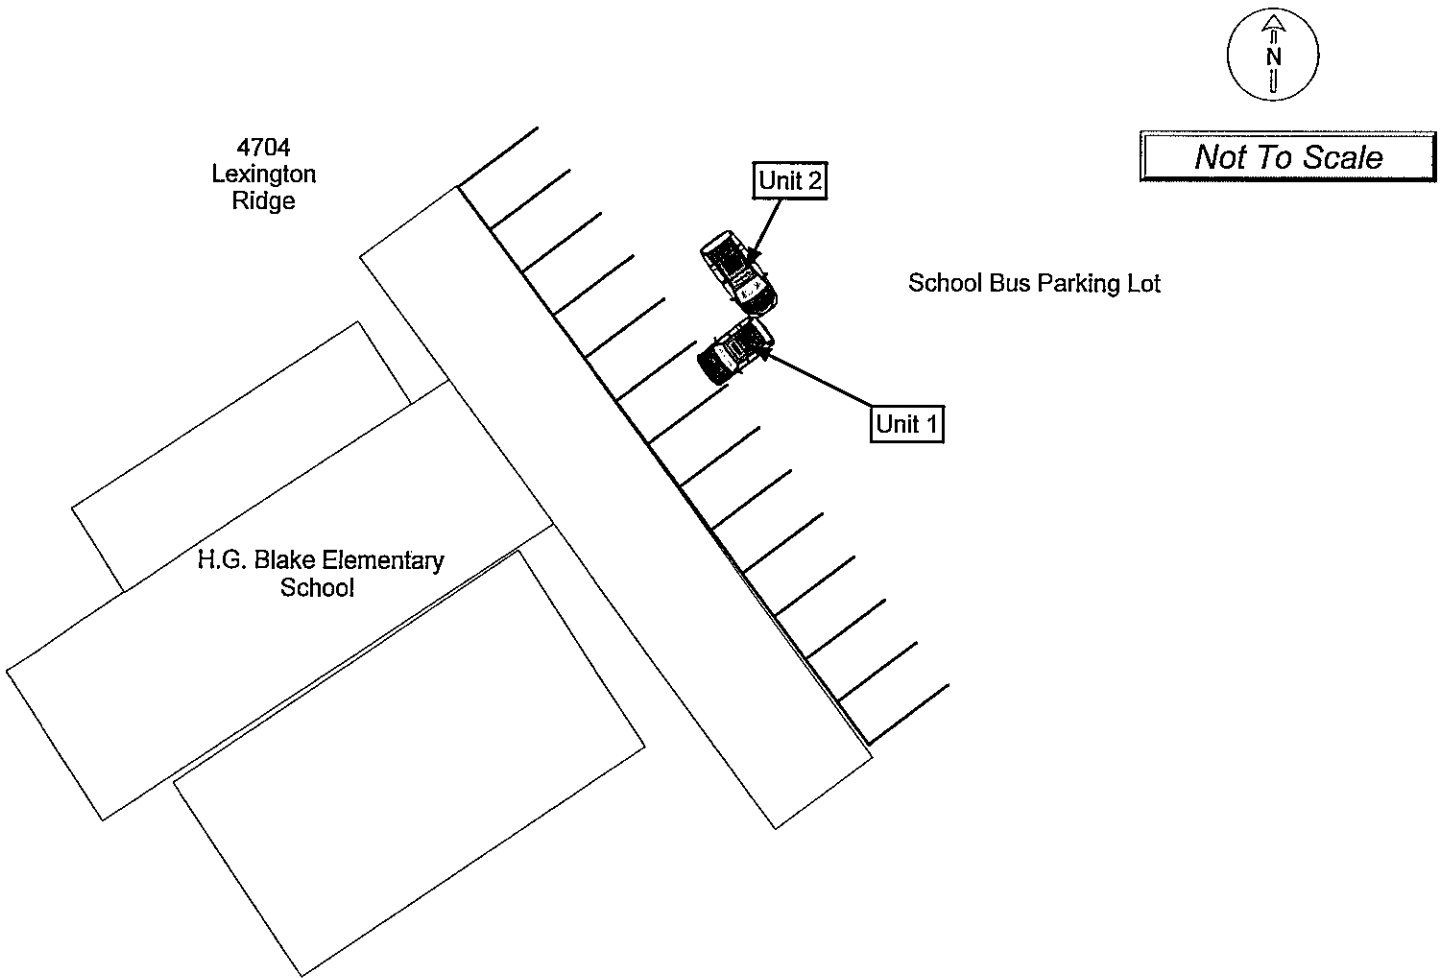 N
Not To Scale
4704
Lexington
Ridge
Unit 2
School Bus Parking Lot
Unit 1
H.G. Blake Elementary
School